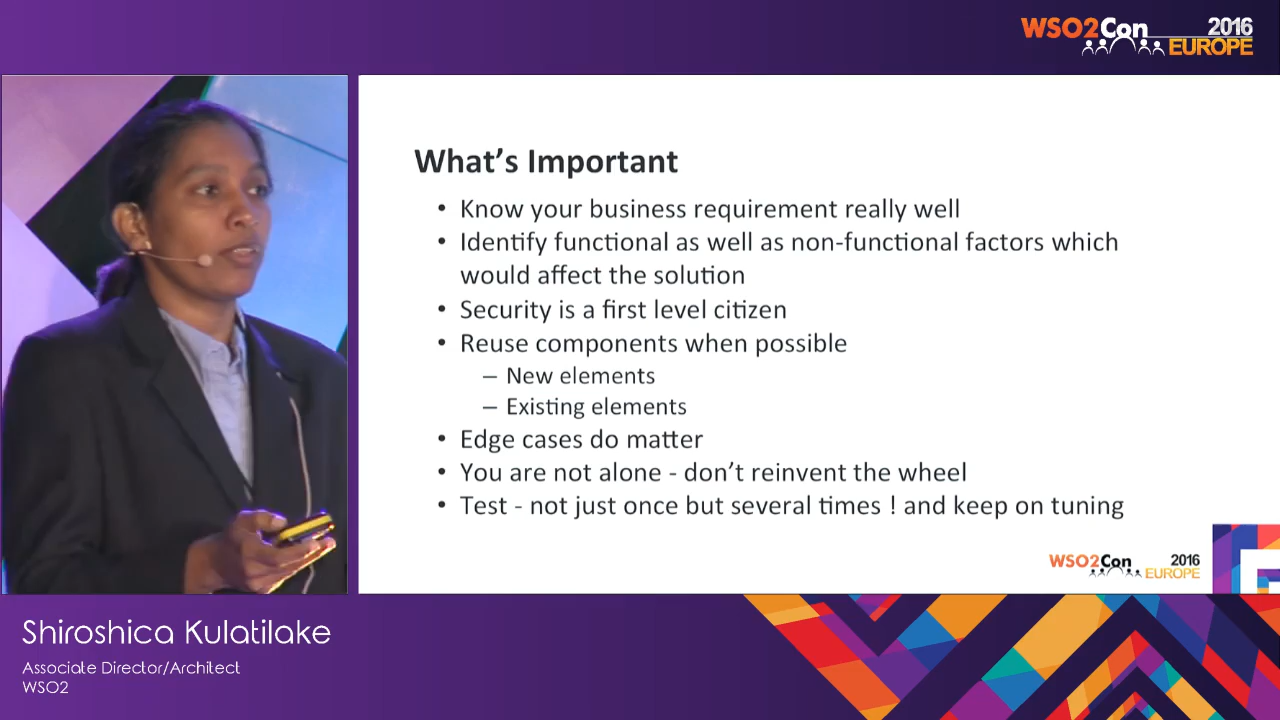 WSO2Con 2016
EUROPE
What's Important
• Know your business requirement really well
• Identify functional as well as non-functional factors which
would affect the solution
• Security is a first level citizen
• Reuse components when possible
– New elements
– Existing elements
• Edge cases do matter
• You are not alone - don't reinvent the wheel
• Test - not just once but several times ! and keep on tuning
WSO2Con 2016
EUROPE
Shiroshica Kulatilake
Associate Director/Architect
WSO2